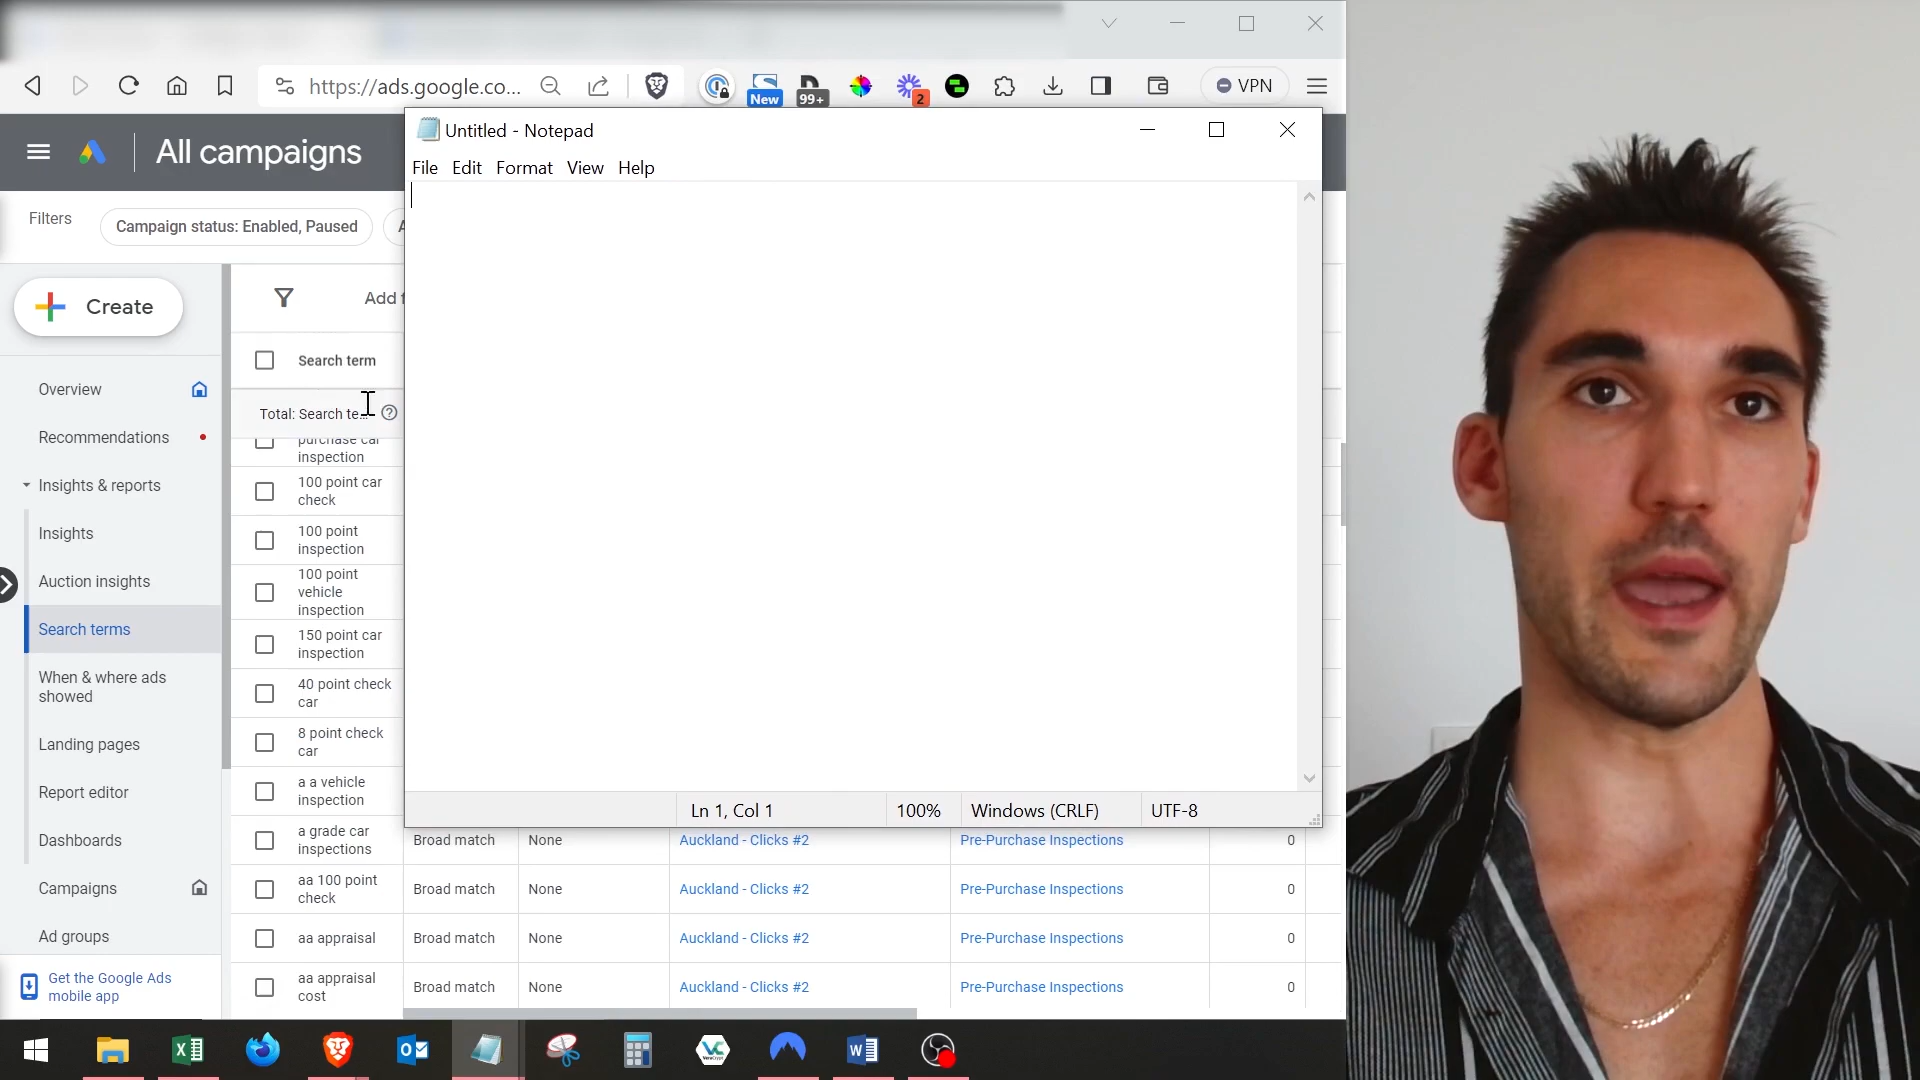 https://ads.google.co...
New
99+
2
VPN
All campaigns
Untitled - Notepad
File Edit Format View Help
Filters
Campaign status: Enabled, Paused
A
Create
Add f
Search term
Total: Search te...
Overview
Recommendations
Insights & reports
Insights
Auction insights
Search terms
When & where ads
showed
Landing pages
Report editor
Dashboards
Campaigns
Ad groups
Get the Google Ads
mobile app
purchase car
inspection
100 point car
check
100 point
inspection
100 point
vehicle
inspection
150 point car
inspection
40 point check
car
8 point check
car
a a vehicle
inspection
Ln 1, Col 1 100% Windows (CRLF) UTF-8
a grade car
inspections Broad match None Auckland - Clicks #2 Pre-Purchase Inspections 0
aa 100 point
check Broad match None Auckland - Clicks #2 Pre-Purchase Inspections 0
aa appraisal Broad match None Auckland - Clicks #2 Pre-Purchase Inspections 0
aa appraisal
cost Broad match None Auckland - Clicks #2 Pre-Purchase Inspections 0